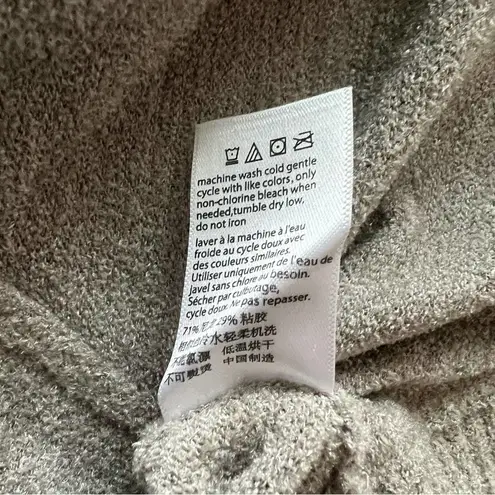 machine wash cold gentle
cycle with like colors, only
non-chlorine bleach when
needed,tumble dry low,
do not iron
laver à la machine à l'eau
froide au cycle doux avec
des couleurs similaires.
Utiliser uniquement de l'eau de
javel sans chlore au besoin.
Sécher par culbutage,
cycle doux. Ne pas repasser.
71% 29% 粘胶
水轻柔机洗
低温烘干
不可熨烫 中国制造